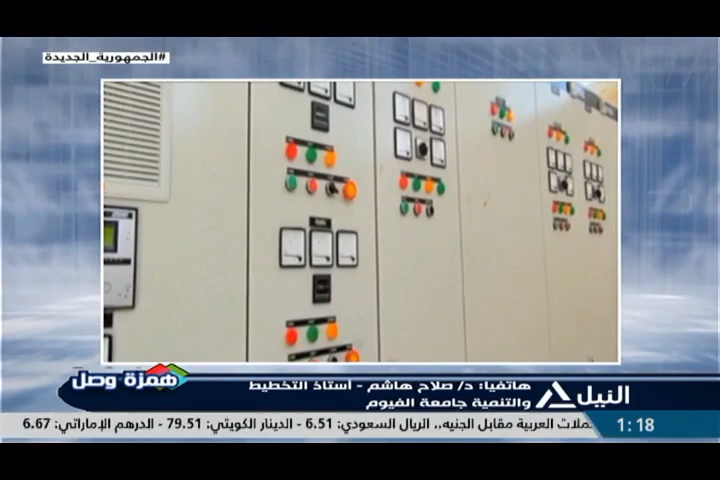 #الجمهورية_الجديدة
هاتفيا: د/ صلاح هاشم - أستاذ التخطيط
والتنمية جامعة الفيوم
همزة وصل
النيل
ملات العربية مقابل الجنيه.. الريال السعودي: 6.51 - الدينار الكويتي: 79.51 - الدرهم الإماراتي: 6.67
1:18